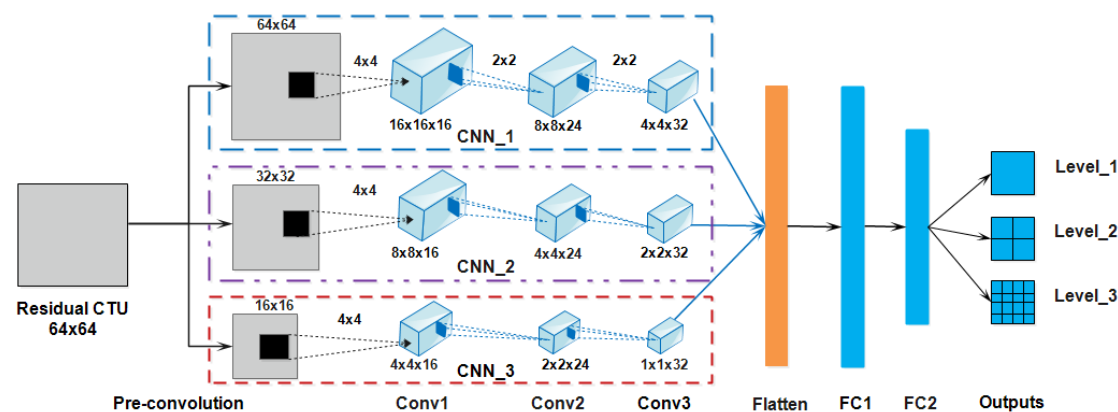 64x64
4x4
2x2
2x2
16x16x16
8x8x24
4x4x32
CNN_1
32x32
4x4
8x8x16
4x4x24
2x2x32
CNN_2
16x16
4x4
4x4x16
2x2x24
1x1x32
CNN_3
Residual CTU
64x64
Level_1
Level_2
Level_3
Pre-convolution
Conv1
Conv2
Conv3
Flatten
FC1
FC2
Outputs